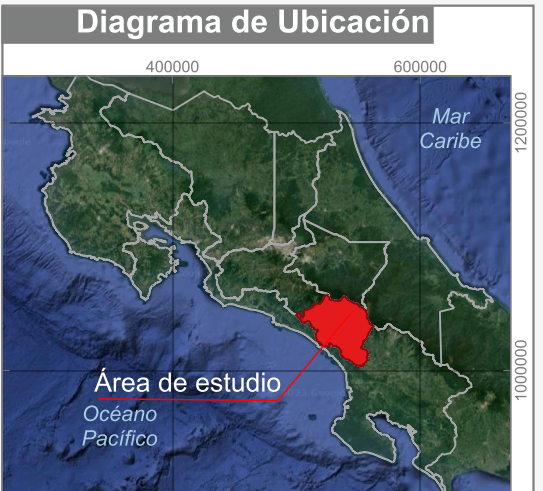 Diagrama de Ubicación
400000
600000
Mar
Caribe
1200000
1000000
Área de estudio
Océano
Pacífico